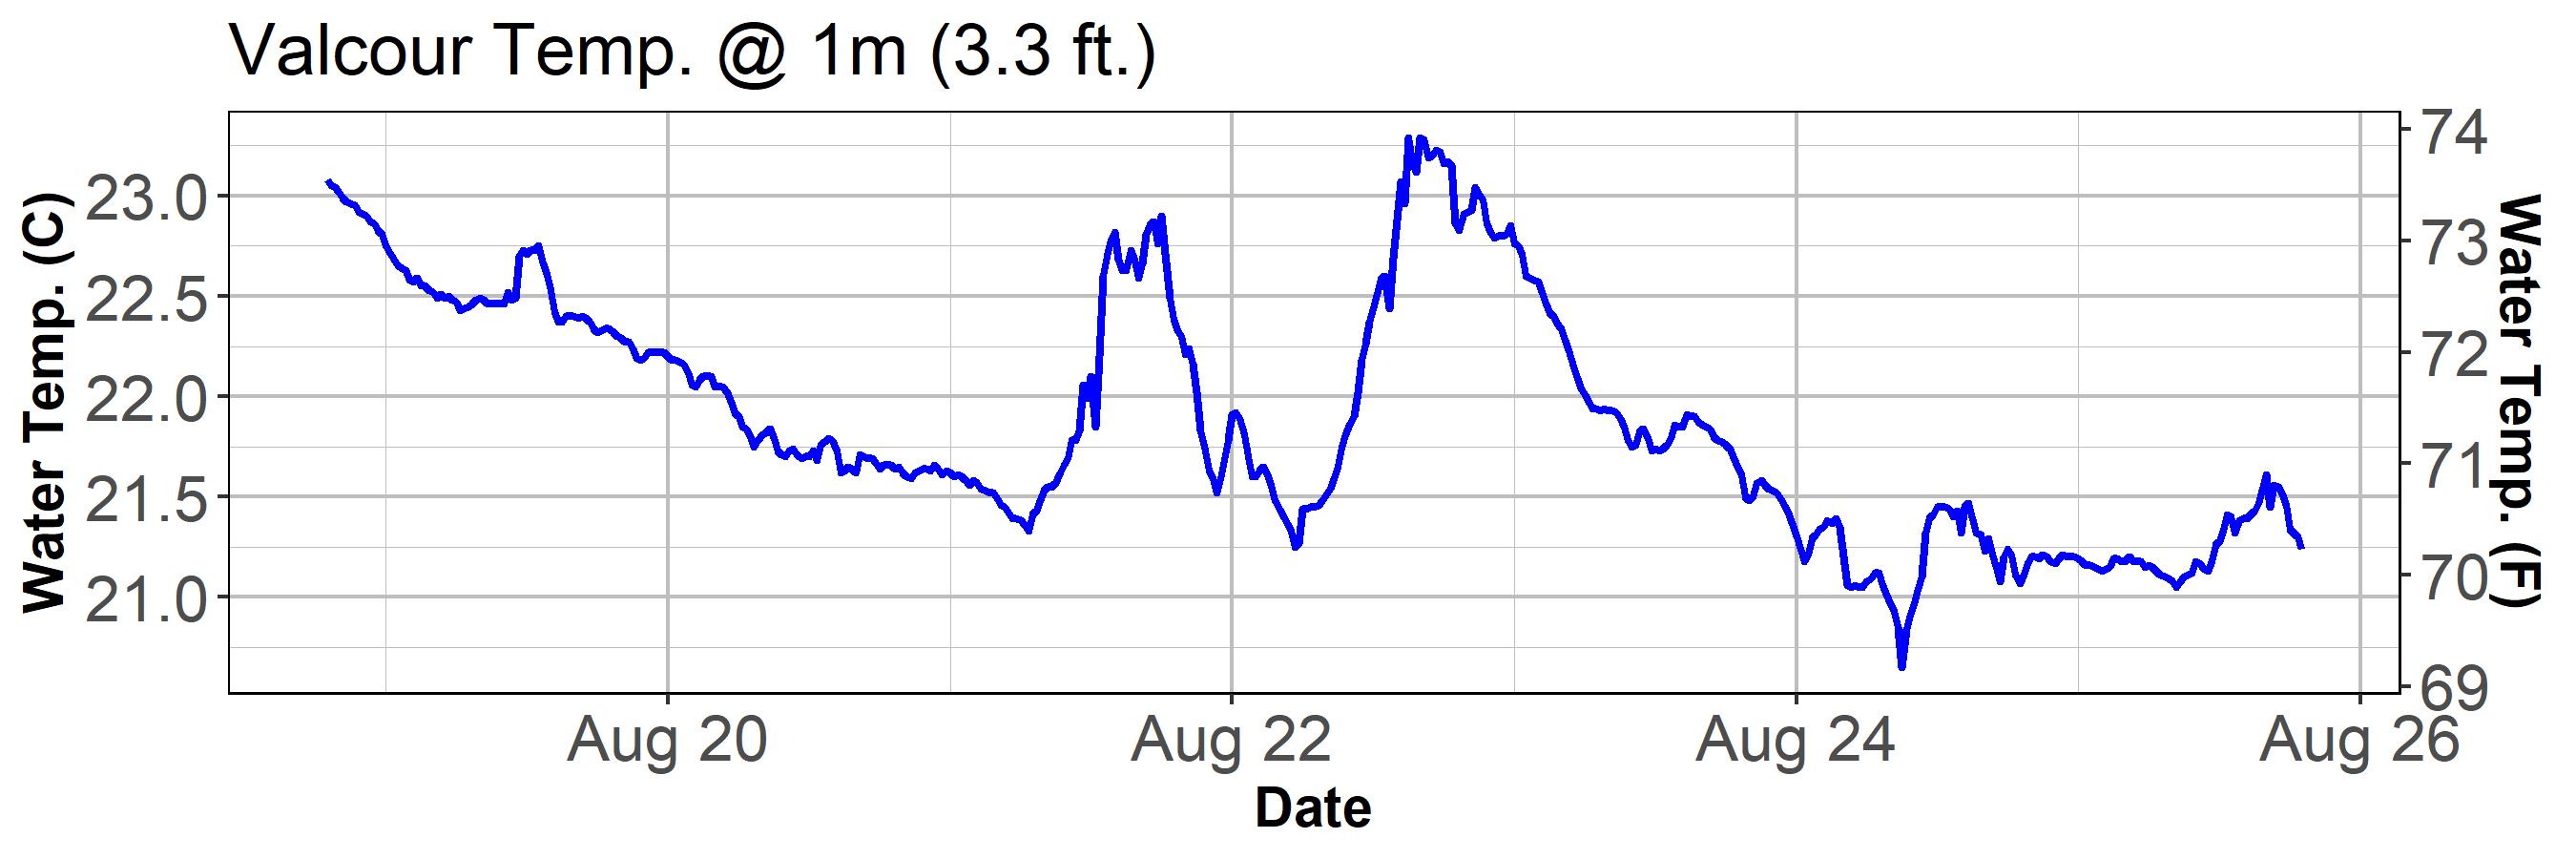 Valcour Temp. @ 1m (3.3 ft.)
Water Temp. (C)
23.0
22.5
22.0
21.5
21.0
74
73
72
71
70
69
Water Temp. (F)
Aug 20 Aug 22 Aug 24 Aug 26
Date